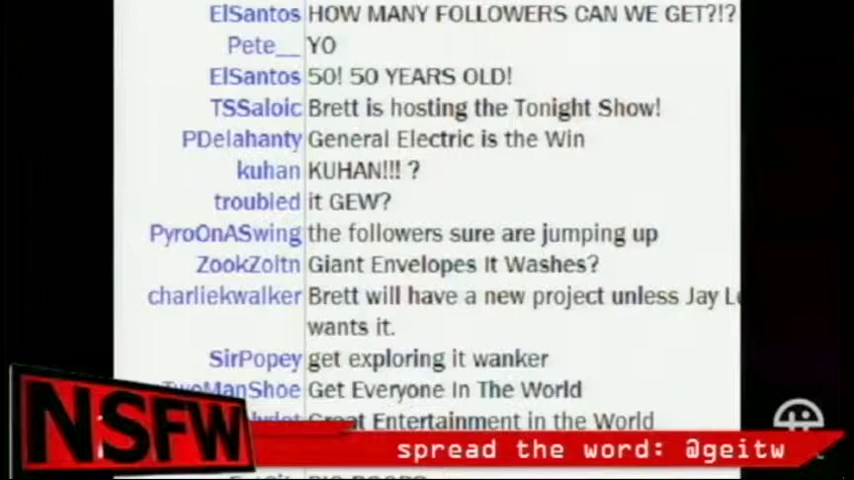 ElSantos HOW MANY FOLLOWERS CAN WE GET?!?
Pete__ YO
ElSantos 50! 50 YEARS OLD!
TSSaloic Brett is hosting the Tonight Show!
PDelahanty General Electric is the Win
kuhan KUHAN!!! ?
troubled it GEW?
PyroOnASwing the followers sure are jumping up
ZookZoltn Giant Envelopes It Washes?
charliekwalker Brett will have a new project unless Jay
wants it.
SirPopey get exploring it wanker
TwoManShoe Get Everyone In The World
Great Entertainment in the World
NSFW
spread the word: @geitw